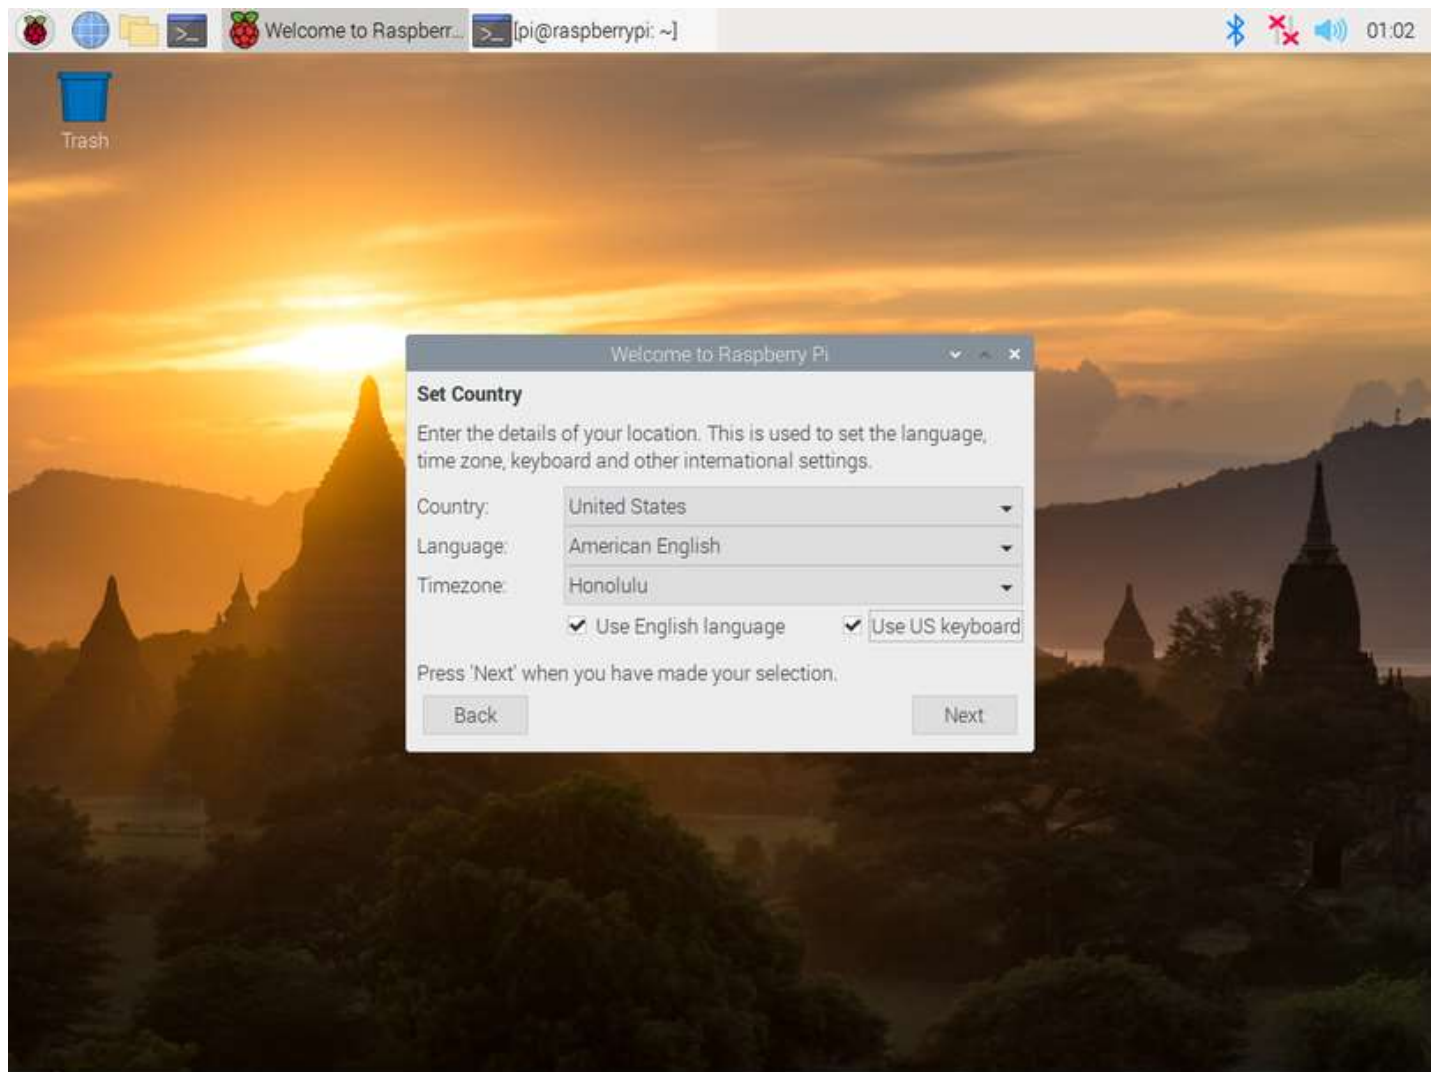 Welcome to Raspberr... [pi@raspberrypi: ~] 01:02
Trash
Welcome to Raspberry Pi
Set Country
Enter the details of your location. This is used to set the language,
time zone, keyboard and other international settings.
Country: United States
Language: American English
Timezone: Honolulu
Use English language Use US keyboard
Press 'Next' when you have made your selection.
Back Next